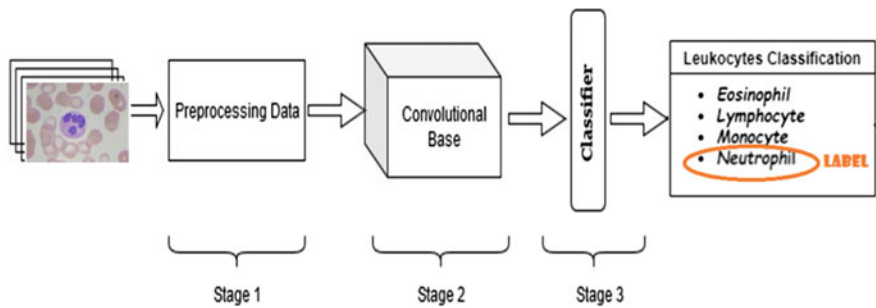 Preprocessing Data
Convolutional
Base
Classifier
Leukocytes Classification
• Eosinophil
• Lymphocyte
• Monocyte
• Neutrophil LABEL
Stage 1
Stage 2
Stage 3